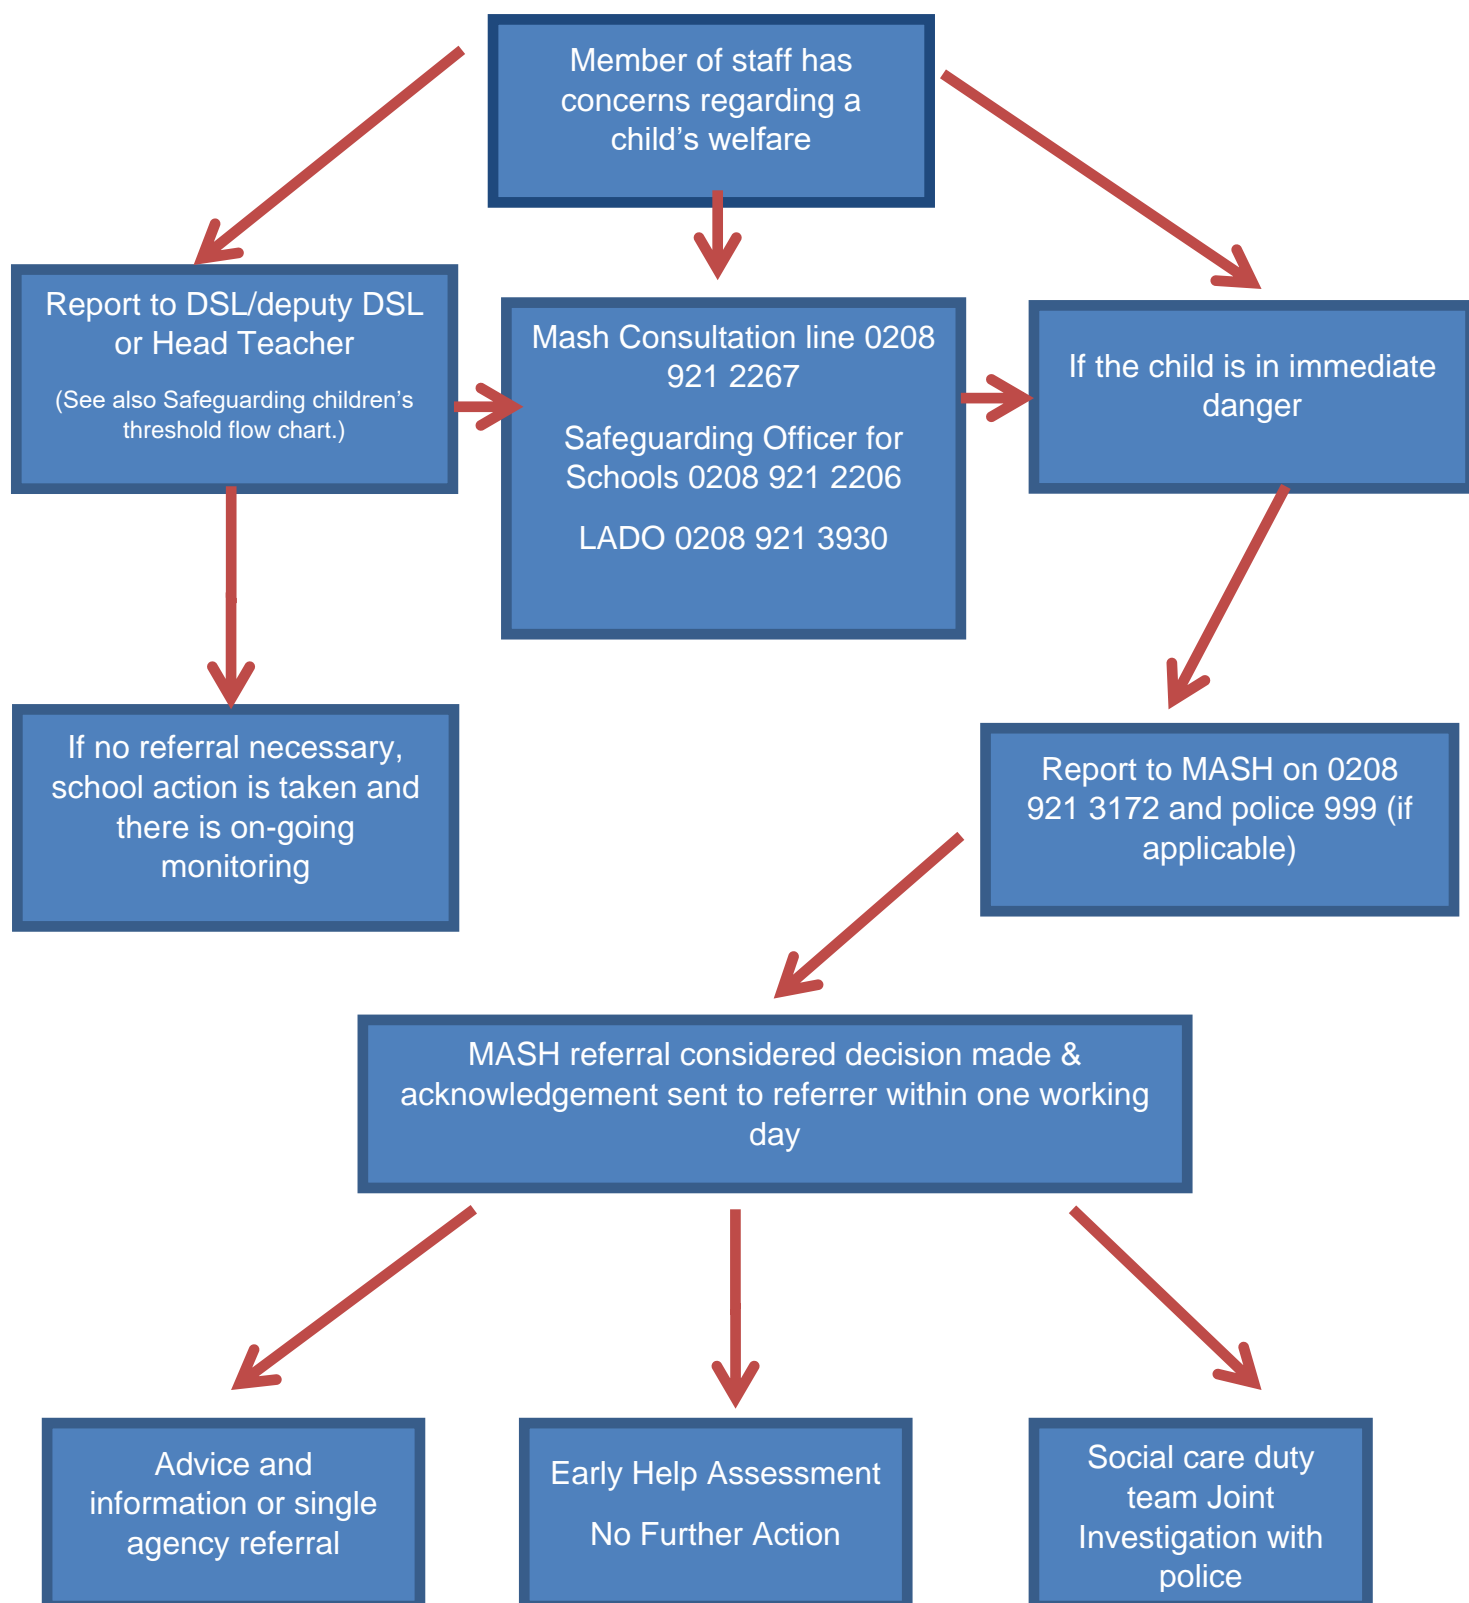 Member of staff has
concerns regarding a
child’s welfare
Report to DSL/deputy DSL
or Head Teacher
(See also Safeguarding children’s
threshold flow chart.)
Mash Consultation line 0208
921 2267
Safeguarding Officer for
Schools 0208 921 2206
LADO 0208 921 3930
If the child is in immediate
danger
If no referral necessary,
school action is taken and
there is on-going
monitoring
Report to MASH on 0208
921 3172 and police 999 (if
applicable)
MASH referral considered decision made &
acknowledgement sent to referrer within one working
day
Advice and
information or single
agency referral
Early Help Assessment
No Further Action
Social care duty
team Joint
Investigation with
police